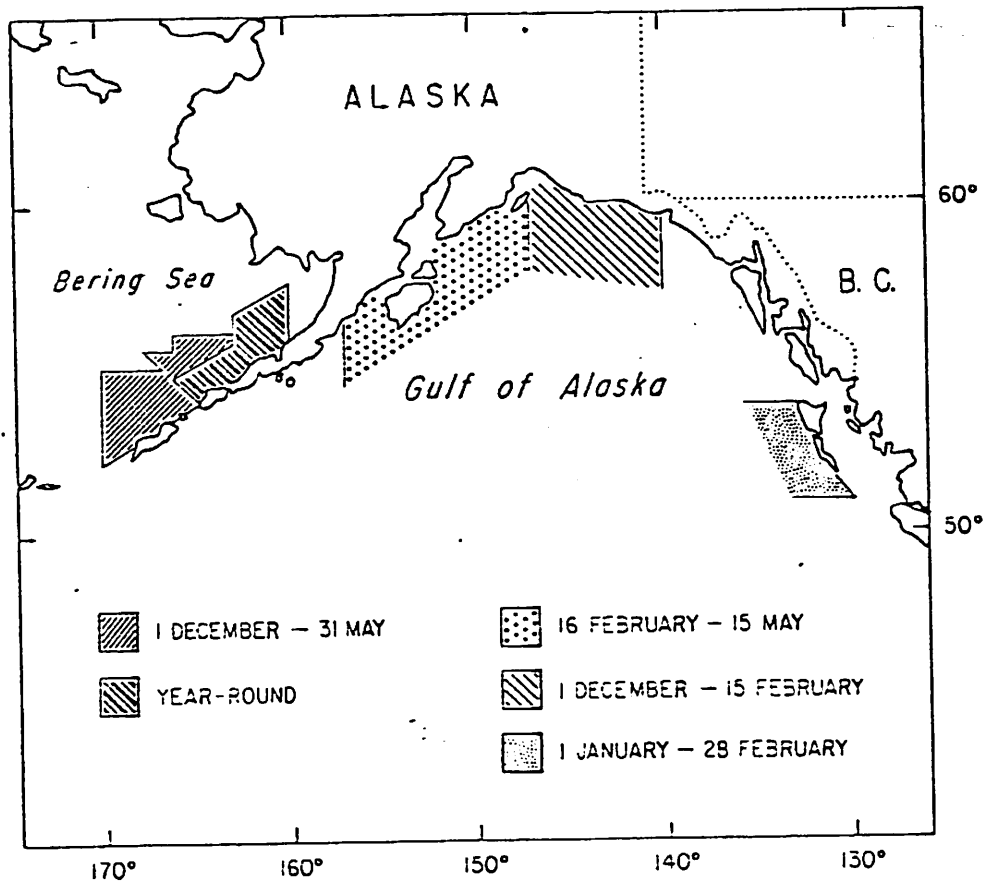 ALASKA
60°
Bering Sea
B. C.
Gulf of Alaska
50°
1 DECEMBER – 31 MAY
YEAR-ROUND
16 FEBRUARY – 15 MAY
1 DECEMBER – 15 FEBRUARY
1 JANUARY – 28 FEBRUARY
170° 160° 150° 140° 130°